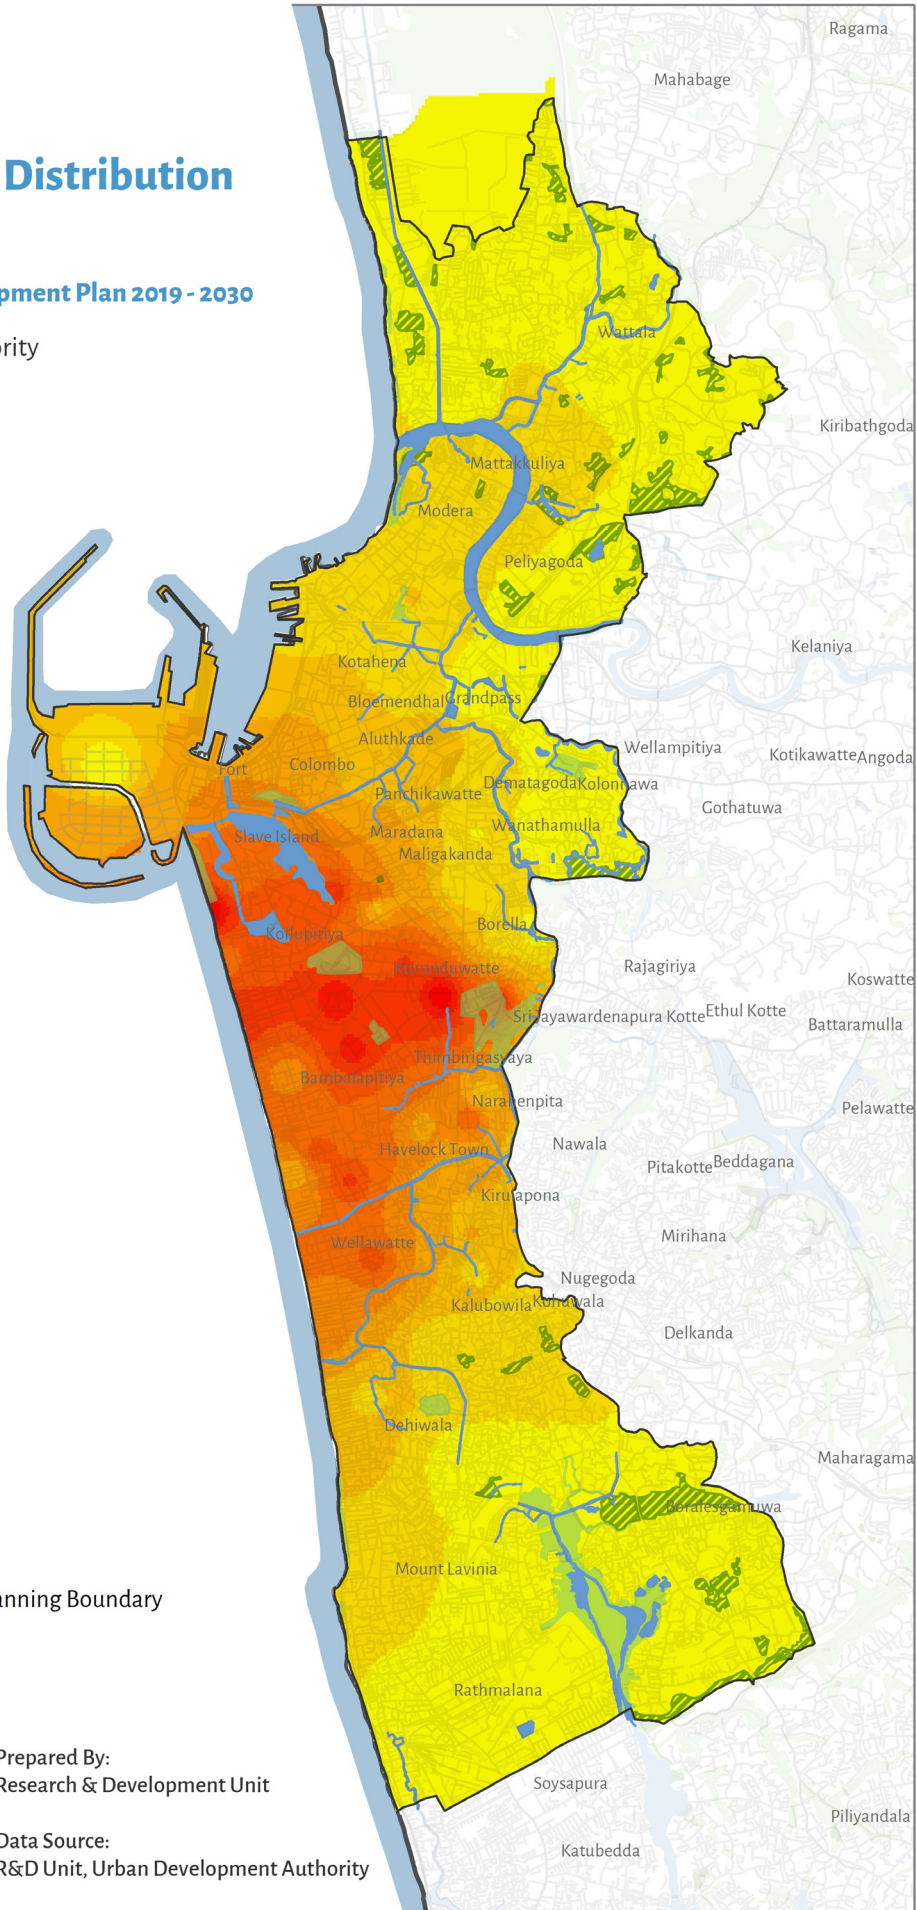 Ragama
Mahabage
Distribution
pment Plan 2019 - 2030
Wattala
ority
Kiribathgoda
Mattakkuliya
Modera
Peliyagoda
Kelaniya
Kotahena
Bloemendhal
Grandpass
Aluthkade
Wellampitiya
Kotikawatte
Angoda
Fort
Colombo
Dematagoda
Kolonnawa
Panchikawatte
Gothatuwa
Wanathamulla
Slave Island
Maradana
Maligakanda
Borella
Kollupitiya
Kurunduwatte
Rajagiriya
Koswatte
Sri Jayawardenapura Kotte
Ethul Kotte
Battaramulla
Thimbirigasyaya
Bambalapitiya
Narahenpita
Pelawatte
Havelock Town
Nawala
Pitakotte
Beddagana
Kirulapona
Wellawatte
Mirihana
Nugegoda
Kalubowila
Kohuwala
Delkanda
Dehiwala
Maharagama
Boralesgamuwa
Mount Lavinia
anning Boundary
Rathmalana
Prepared By:
Research & Development Unit
Soysapura
Piliyandala
Data Source:
Katubedda
R&D Unit, Urban Development Authority